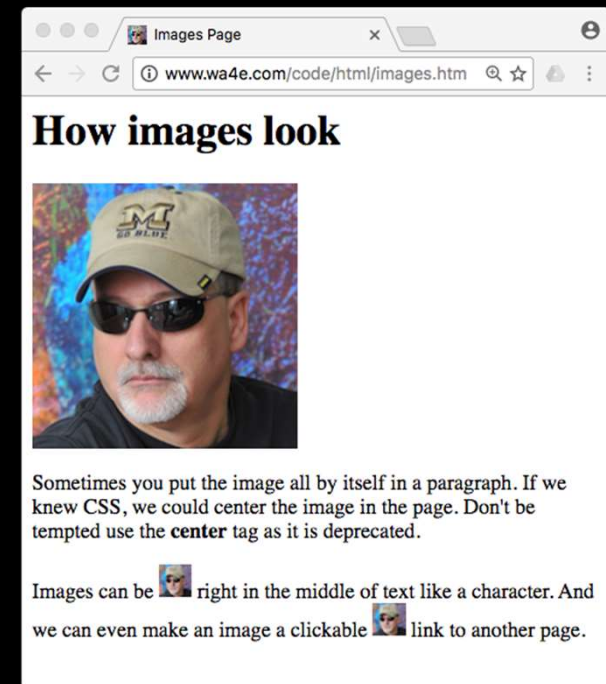 Images Page
www.wa4e.com/code/html/images.htm
How images look
M
GO BLUE
Sometimes you put the image all by itself in a paragraph. If we
knew CSS, we could center the image in the page. Don't be
tempted use the center tag as it is deprecated.
Images can be right in the middle of text like a character. And
we can even make an image a clickable link to another page.